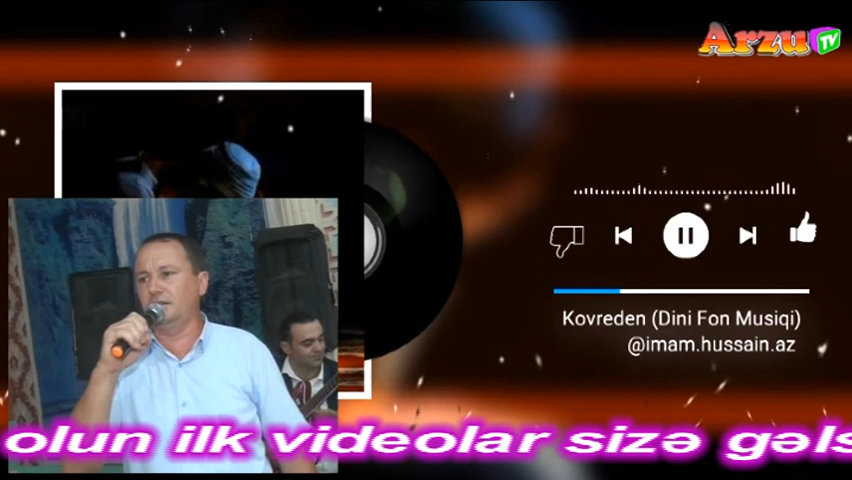 Arzu TV
Kovreden (Dini Fon Musiqi)
@imam.hussain.az
olun ilk videolar sizə gəls